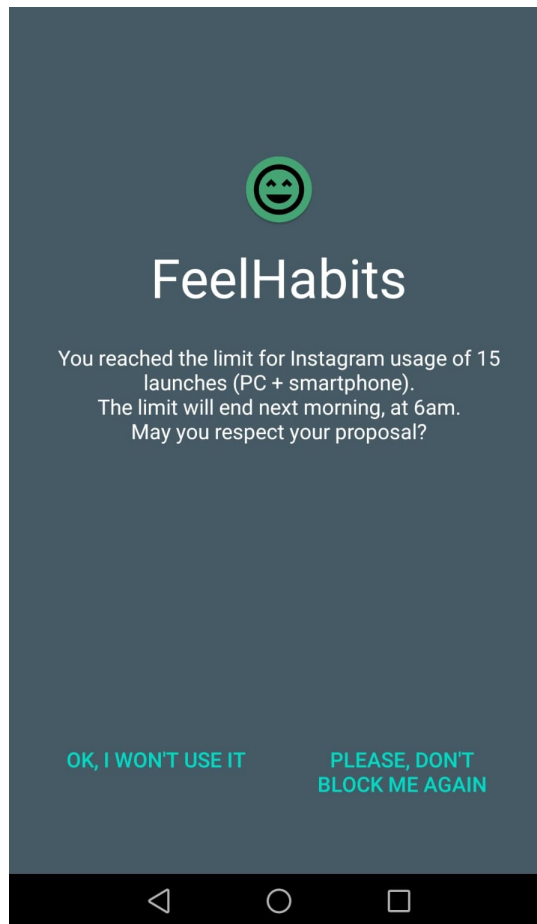 FeelHabits
You reached the limit for Instagram usage of 15
launches (PC + smartphone).
The limit will end next morning, at 6am.
May you respect your proposal?
OK, I WON'T USE IT
PLEASE, DON'T
BLOCK ME AGAIN